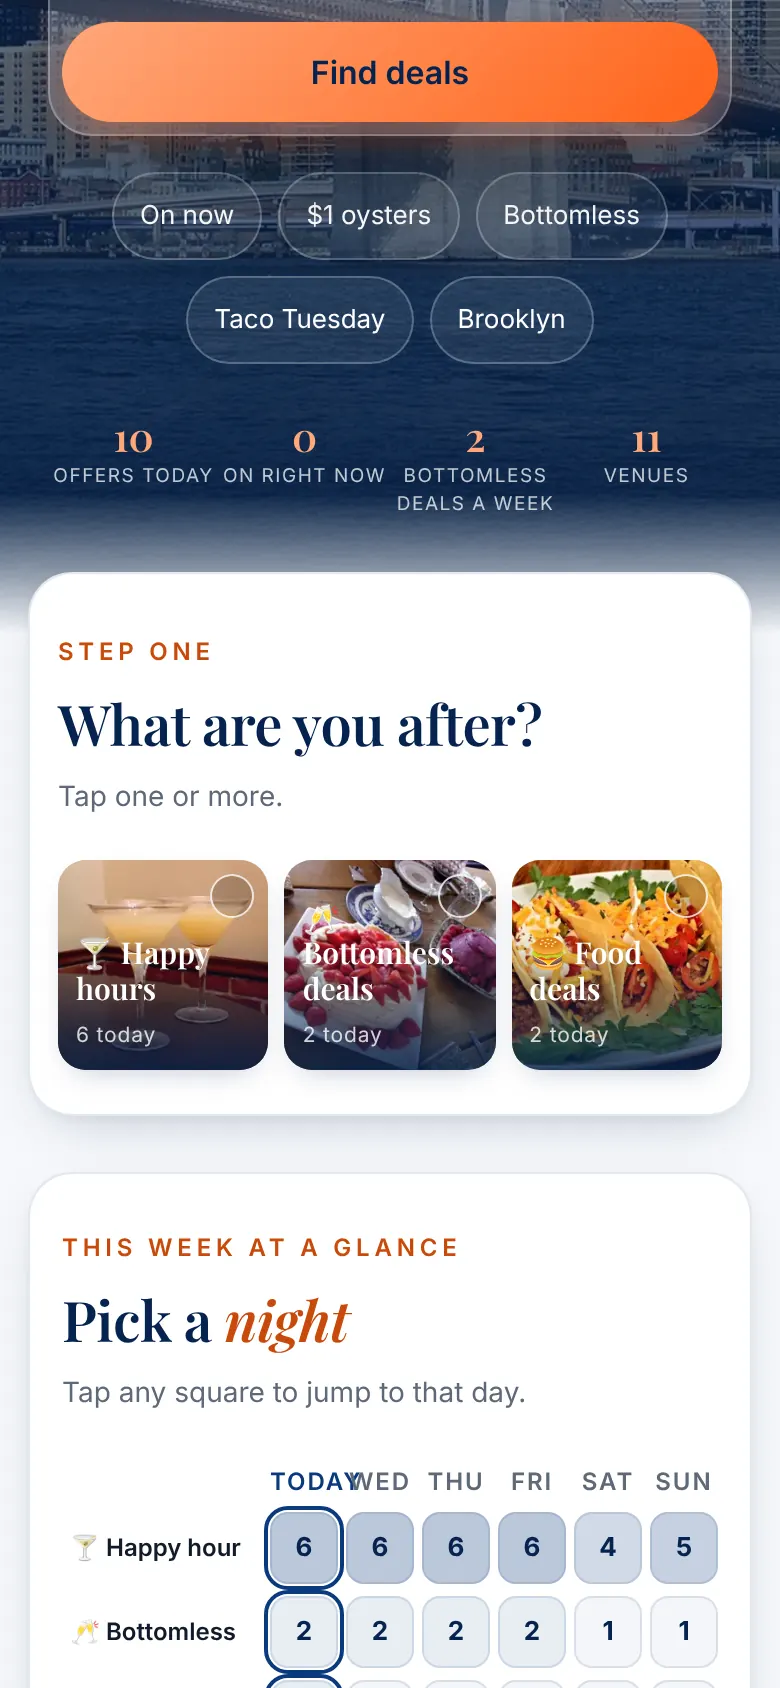 Find deals
On now
$1 oysters
Bottomless
Taco Tuesday
Brooklyn
10
OFFERS TODAY
0
ON RIGHT NOW
2
BOTTOMLESS
DEALS A WEEK
11
VENUES
STEP ONE
What are you after?
Tap one or more.
🍸 Happy
hours
6 today
🥂
Bottomless
deals
2 today
🍔 Food
deals
2 today
THIS WEEK AT A GLANCE
Pick a night
Tap any square to jump to that day.
TODAY WED THU FRI SAT SUN
🍸 Happy hour 6 6 6 6 4 5
🥂 Bottomless 2 2 2 2 1 1